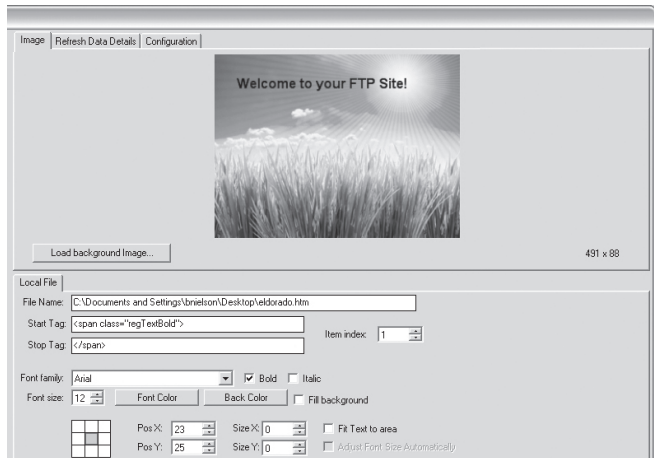 Image Refresh Data Details Configuration
Welcome to your FTP Site!
Load background Image... 491 x 88
Local File
File Name: C:\Documents and Settings\bnielson\Desktop\eldorado.htm
Start Tag: <span class="regTextBold">
Item index: 1
Stop Tag: </span>
Font family: Arial Bold Italic
Font size: 12 Font Color Back Color Fill background
Pos X: 23 Size X: 0 Fit Text to area
Pos Y: 25 Size Y: 0 Adjust Font Size Automatically